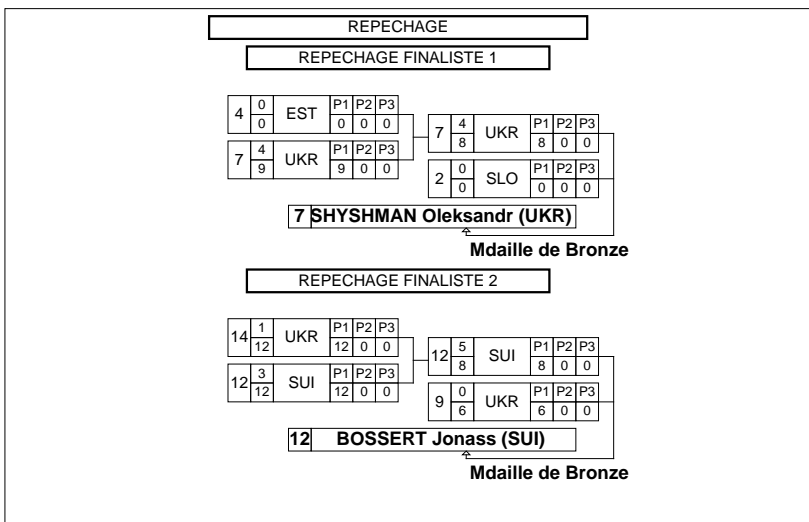 REPECHAGE
REPECHAGE FINALISTE 1
4 0 0 EST P1 P2 P3 0 0 0
7 4 9 UKR P1 P2 P3 9 0 0
7 4 8 UKR P1 P2 P3 8 0 0
2 0 0 SLO P1 P2 P3 0 0 0
7 SHYSHMAN Oleksandr (UKR)
Mdaille de Bronze
REPECHAGE FINALISTE 2
14 1 12 UKR P1 P2 P3 12 0 0
12 3 12 SUI P1 P2 P3 12 0 0
12 5 8 SUI P1 P2 P3 8 0 0
9 0 6 UKR P1 P2 P3 6 0 0
12 BOSSERT Jonass (SUI)
Mdaille de Bronze